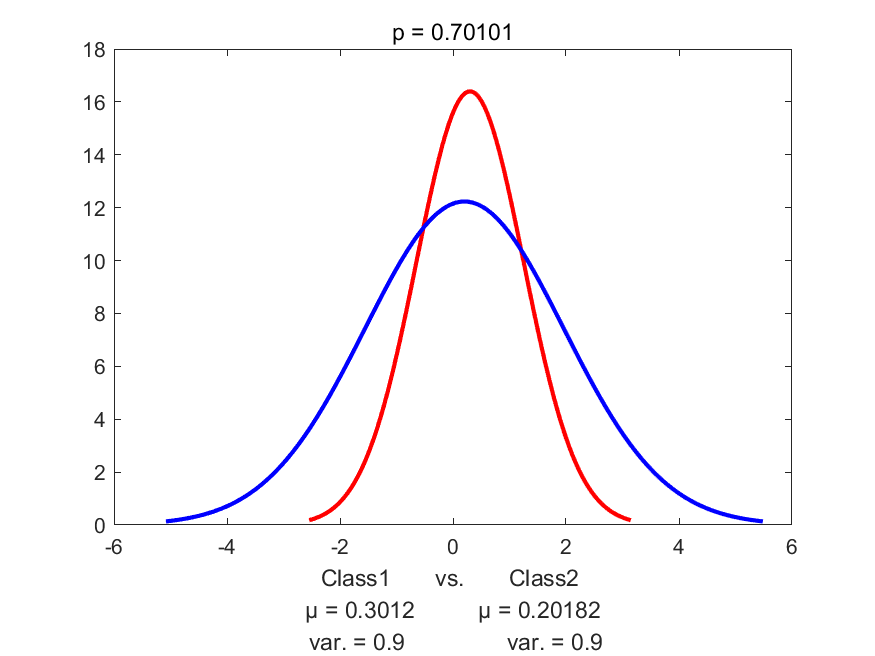 p = 0.70101
18
16
14
12
10
8
6
4
2
0
-6 -4 -2 0 2 4 6
Class1 vs. Class2
μ = 0.3012 μ = 0.20182
var. = 0.9 var. = 0.9